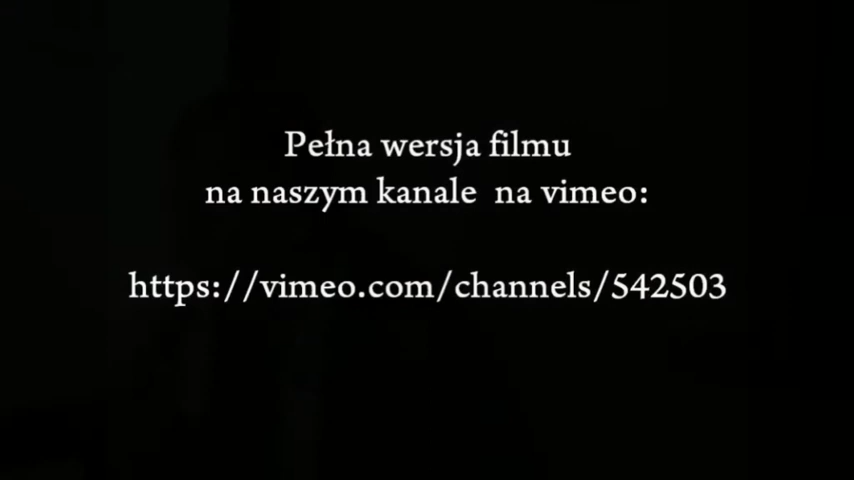 Pełna wersja filmu
na naszym kanale na vimeo:
https://vimeo.com/channels/542503